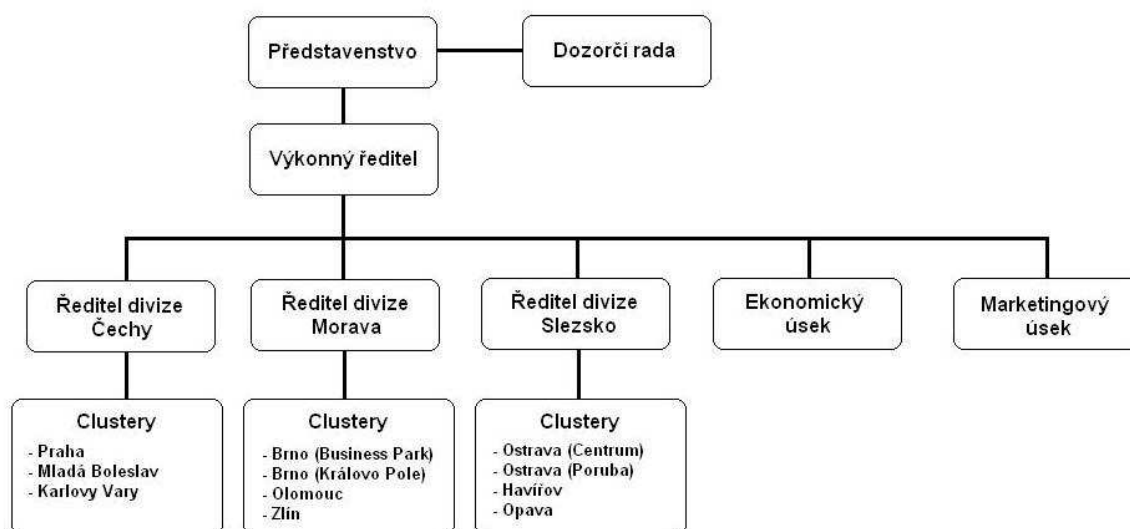 Představenstvo
Dozorčí rada
Výkonný ředitel
Ředitel divize
Čechy
Ředitel divize
Morava
Ředitel divize
Slezsko
Ekonomický
úsek
Marketingový
úsek
Clustery
- Praha
- Mladá Boleslav
- Karlovy Vary
Clustery
- Brno (Business Park)
- Brno (Královo Pole)
- Olomouc
- Zlín
Clustery
- Ostrava (Centrum)
- Ostrava (Poruba)
- Havířov
- Opava